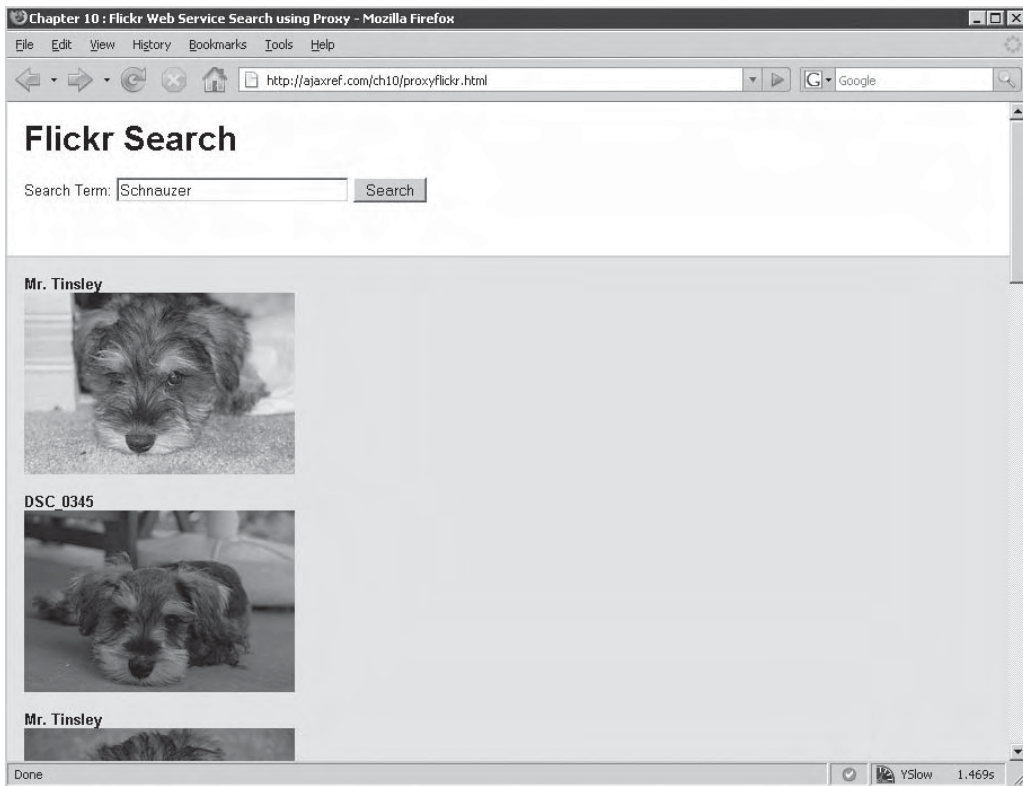 Chapter 10 : Flickr Web Service Search using Proxy - Mozilla Firefox
File Edit View History Bookmarks Tools Help
http://ajaxref.com/ch10/proxyflickr.html G Google
Flickr Search
Search Term: Schnauzer Search
Mr. Tinsley
DSC_0345
Mr. Tinsley
Done YSlow 1.469s